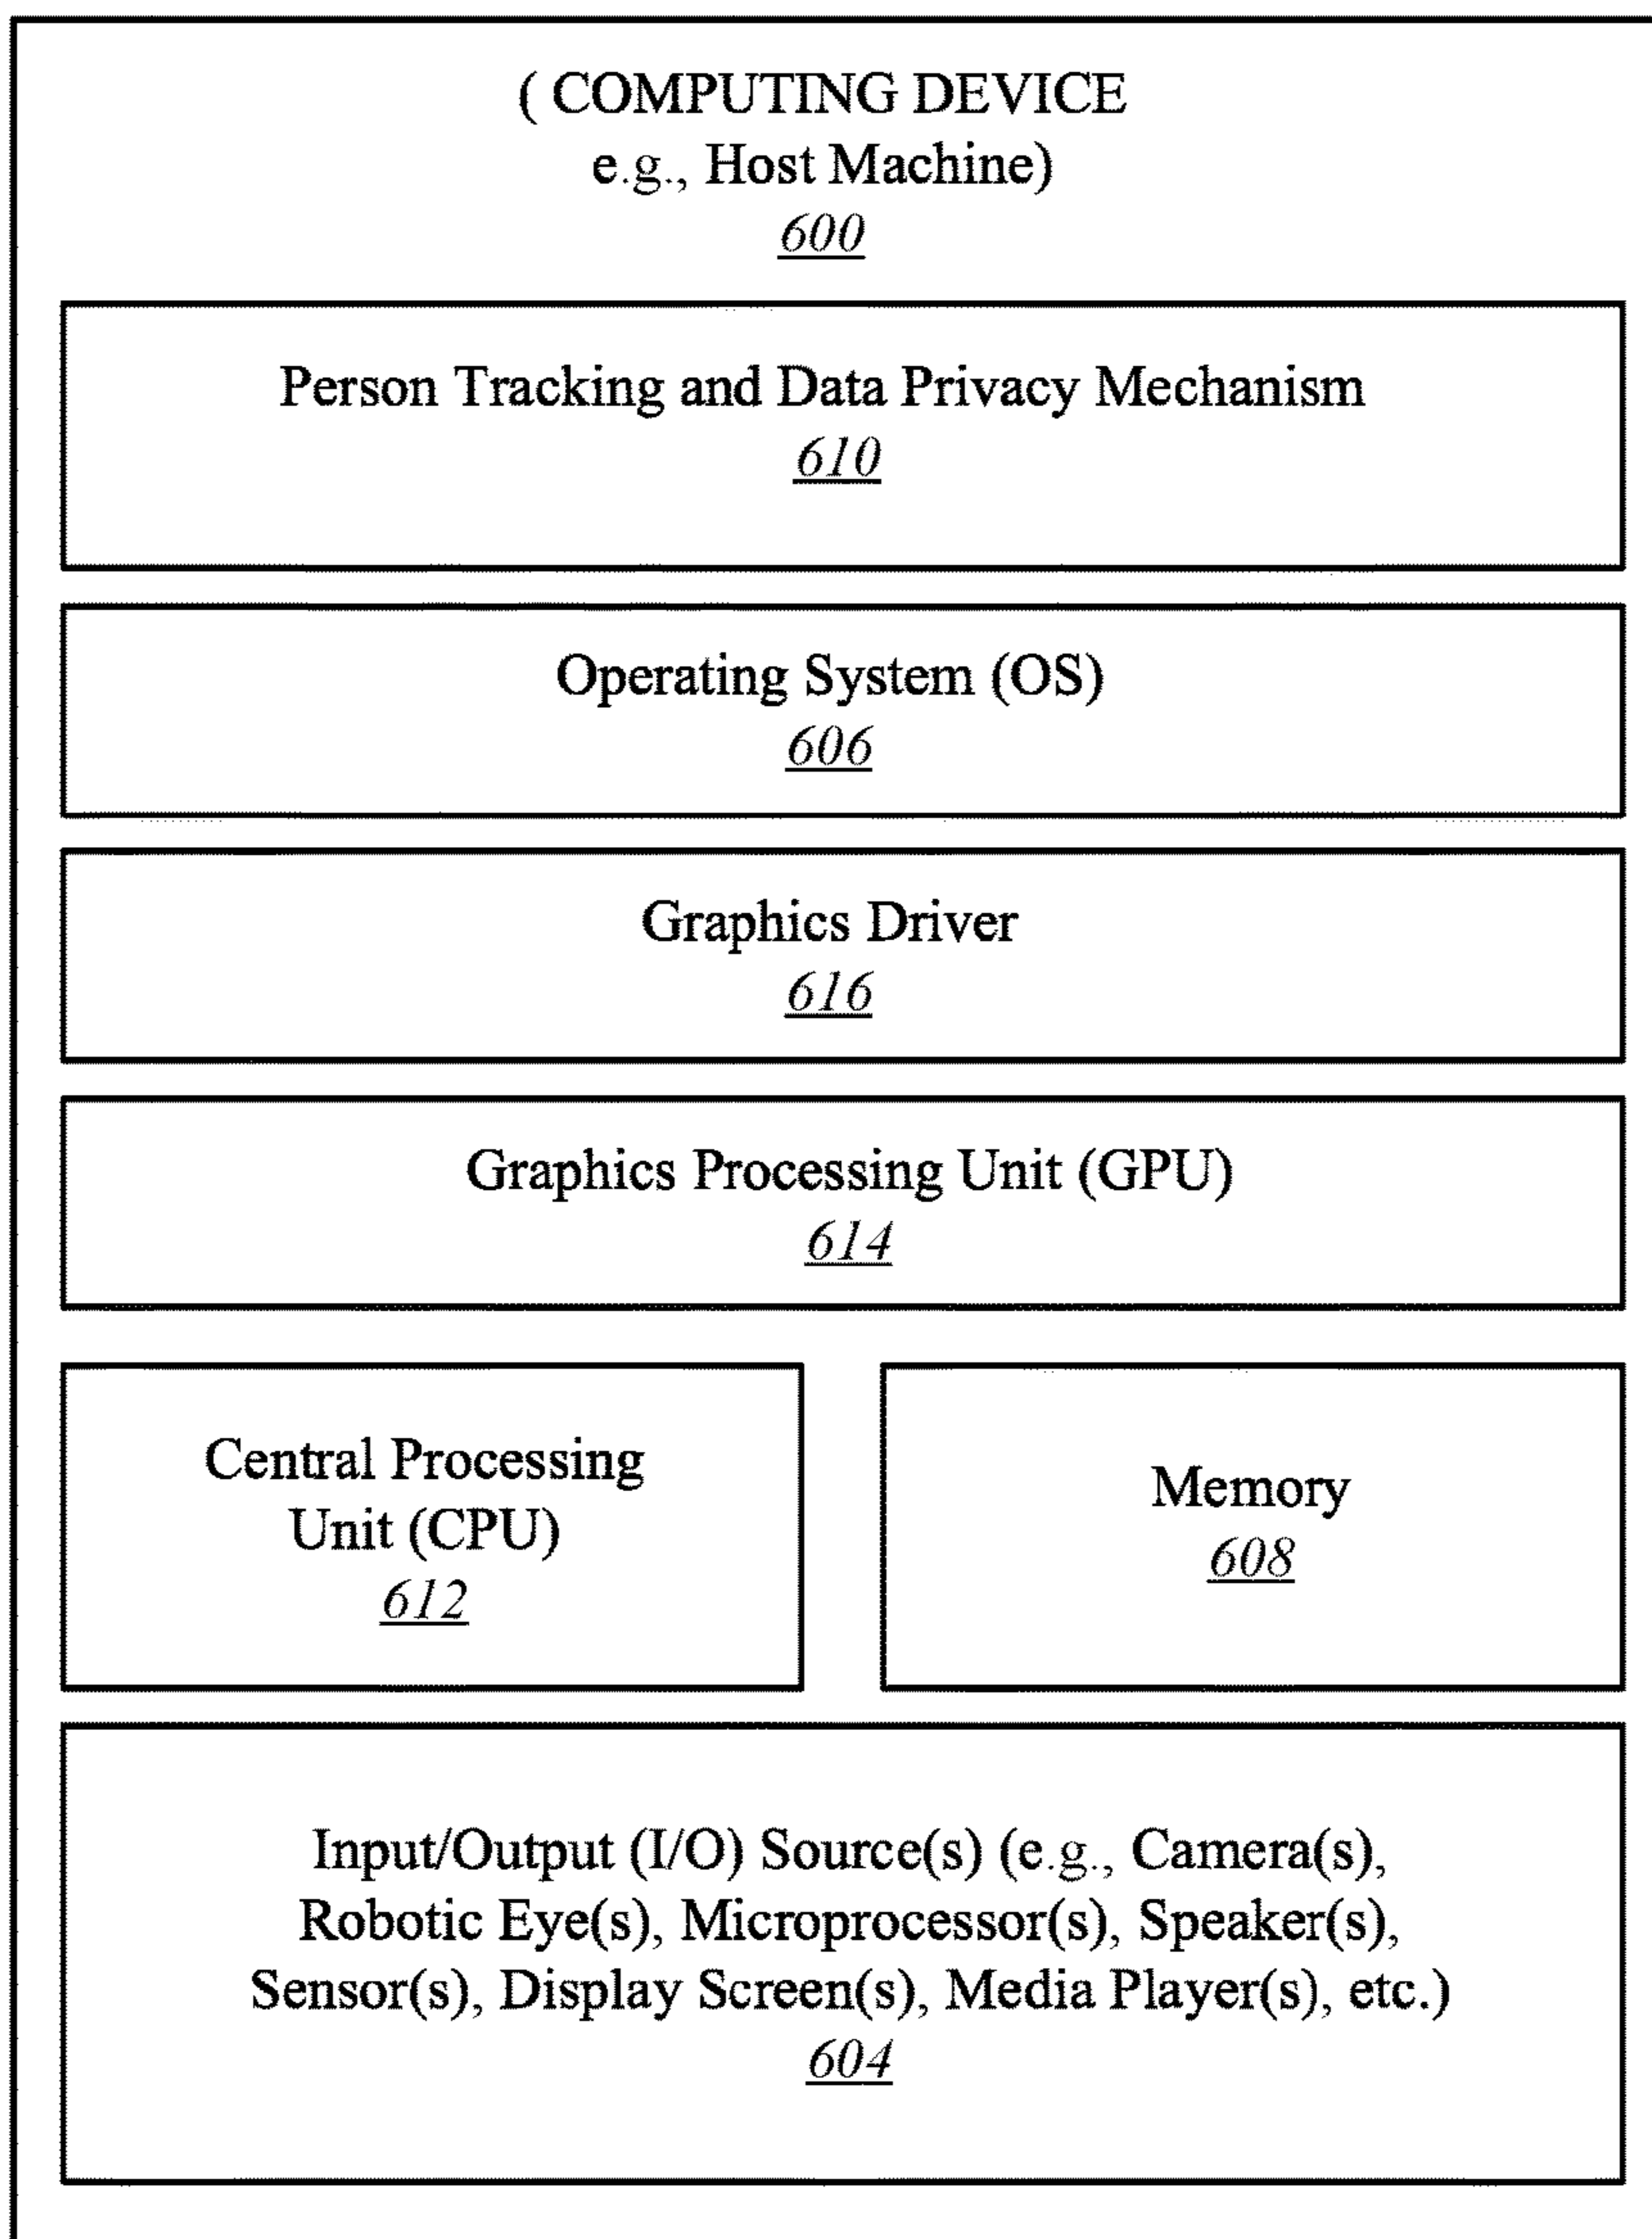 ( COMPUTING DEVICE
e.g., Host Machine)
600
Person Tracking and Data Privacy Mechanism
610
Operating System (OS)
606
Graphics Driver
616
Graphics Processing Unit (GPU)
614
Central Processing
Unit (CPU)
612
Memory
608
Input/Output (I/O) Source(s) (e.g., Camera(s),
Robotic Eye(s), Microprocessor(s), Speaker(s),
Sensor(s), Display Screen(s), Media Player(s), etc.)
604